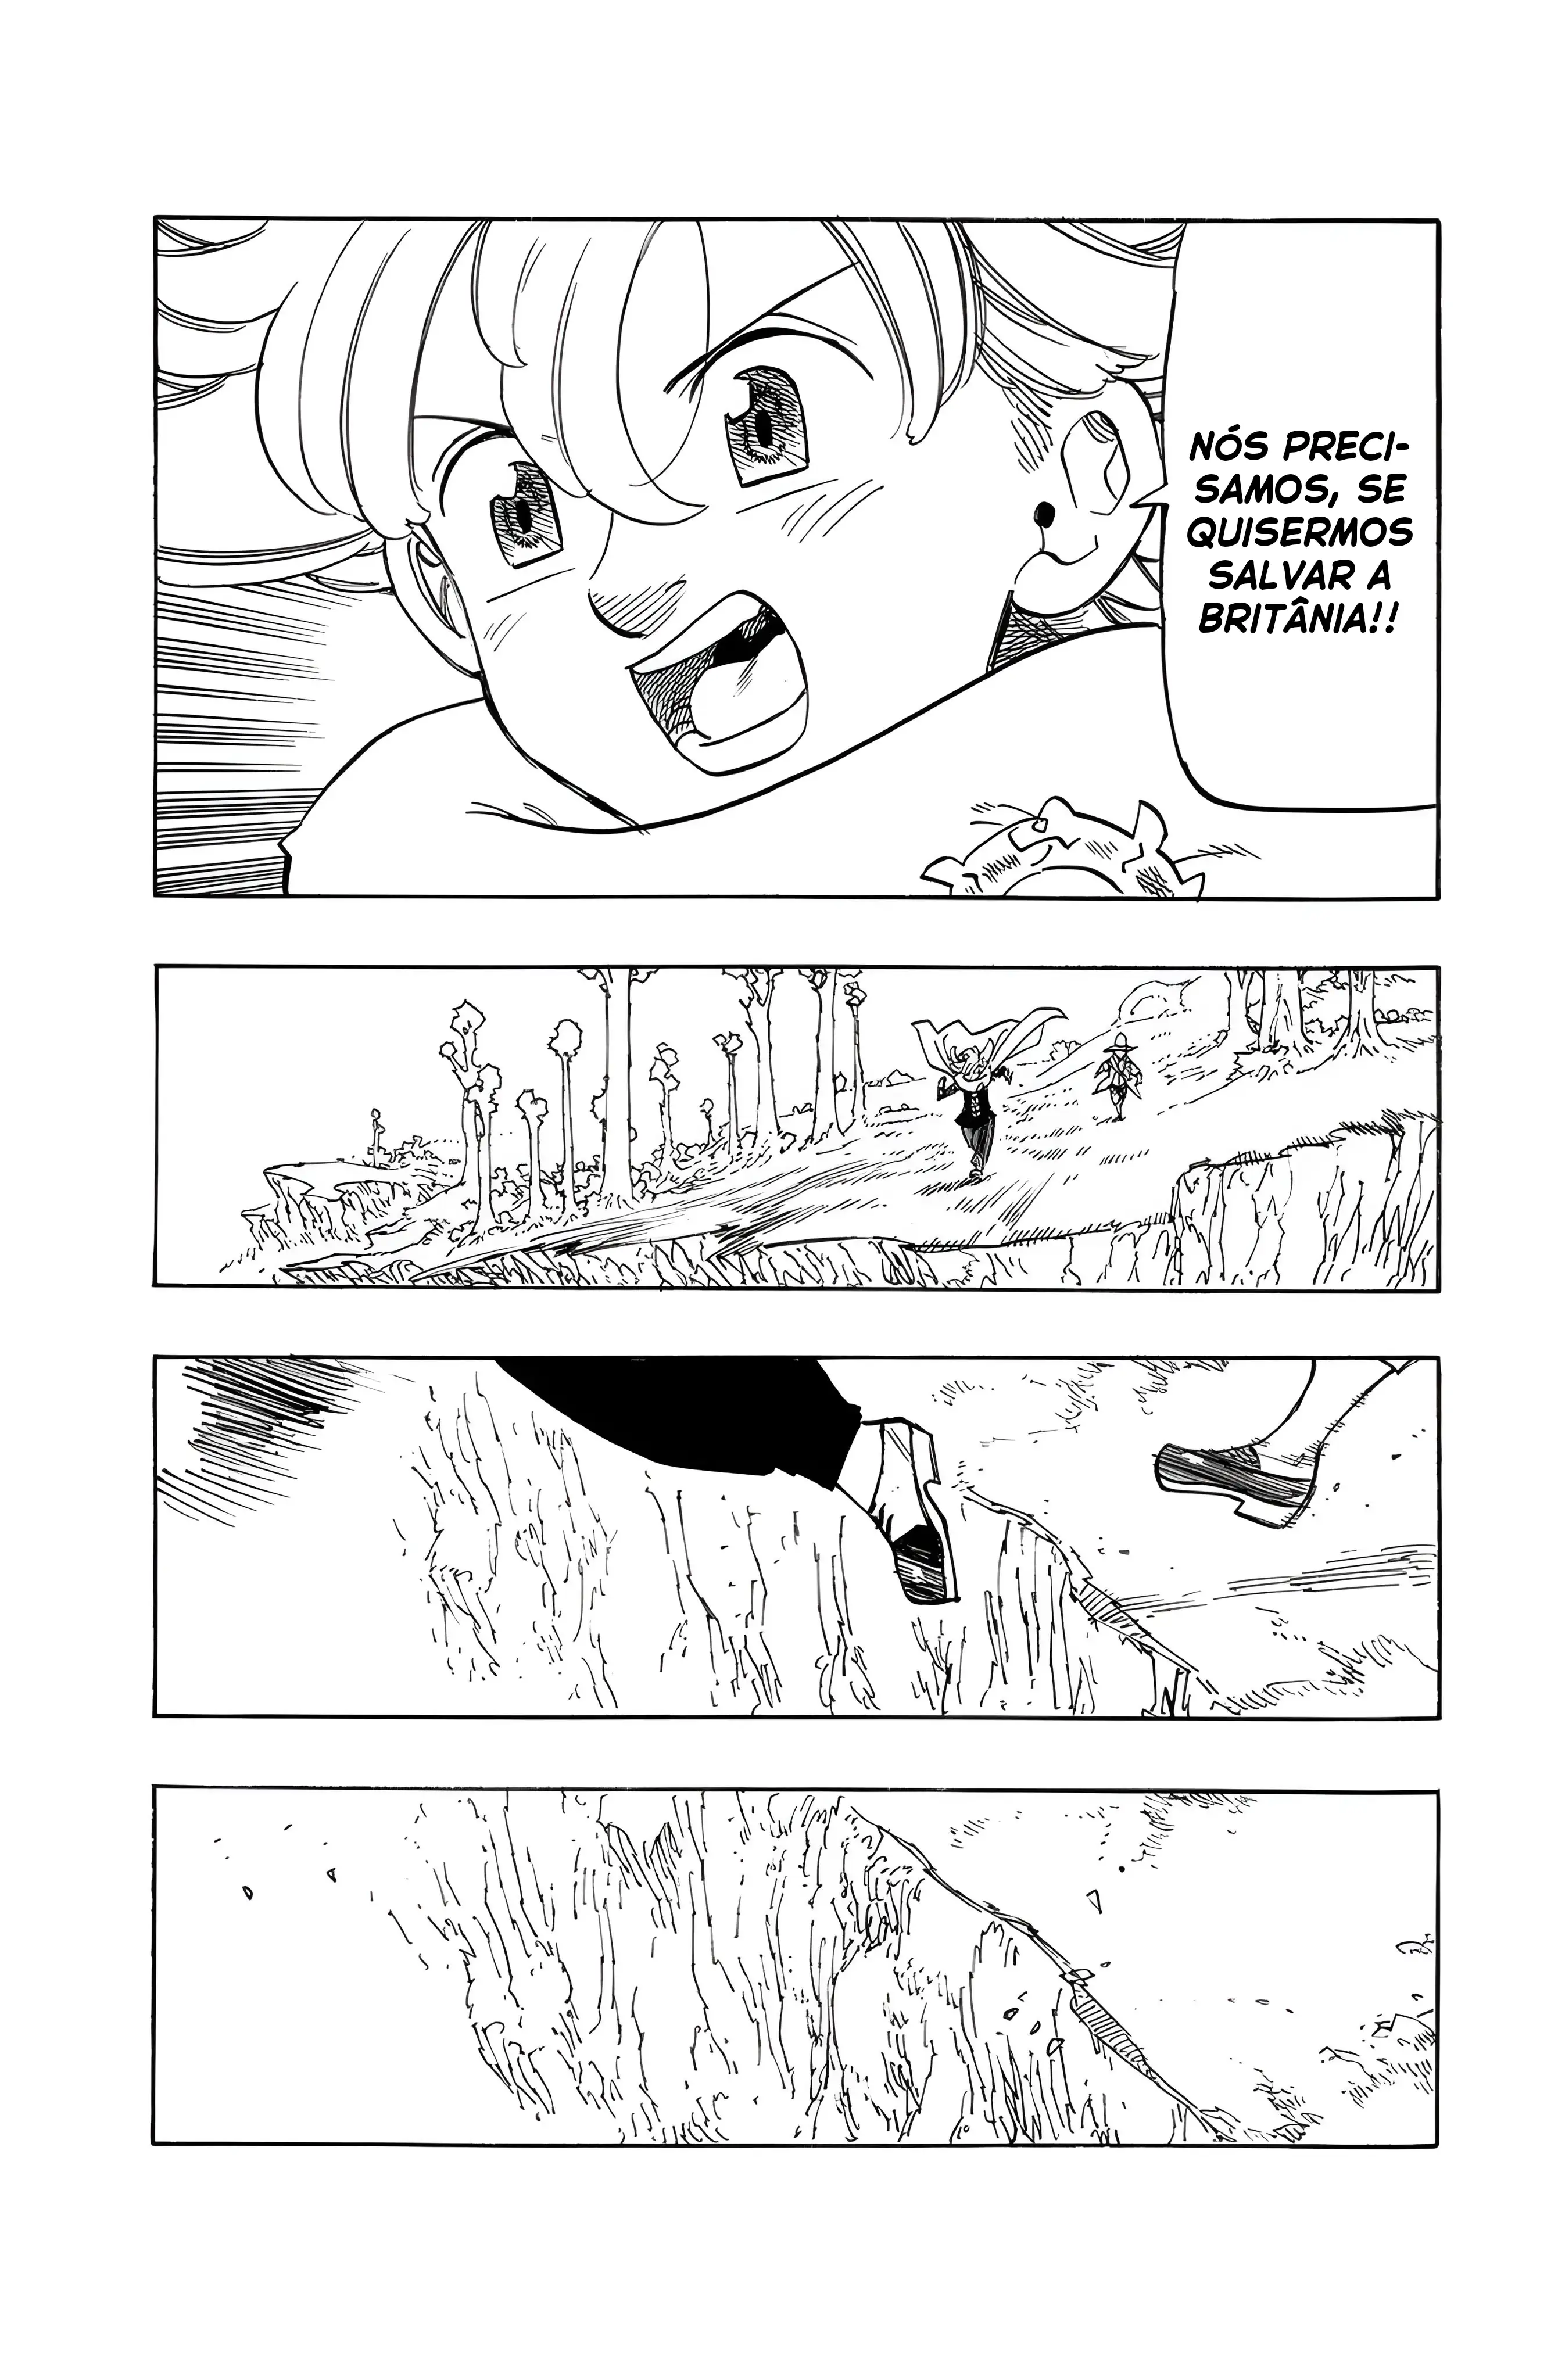 NÓS PRECI-
SAMOS, SE
QUISERMOS
SALVAR A
BRITÂNIA!!